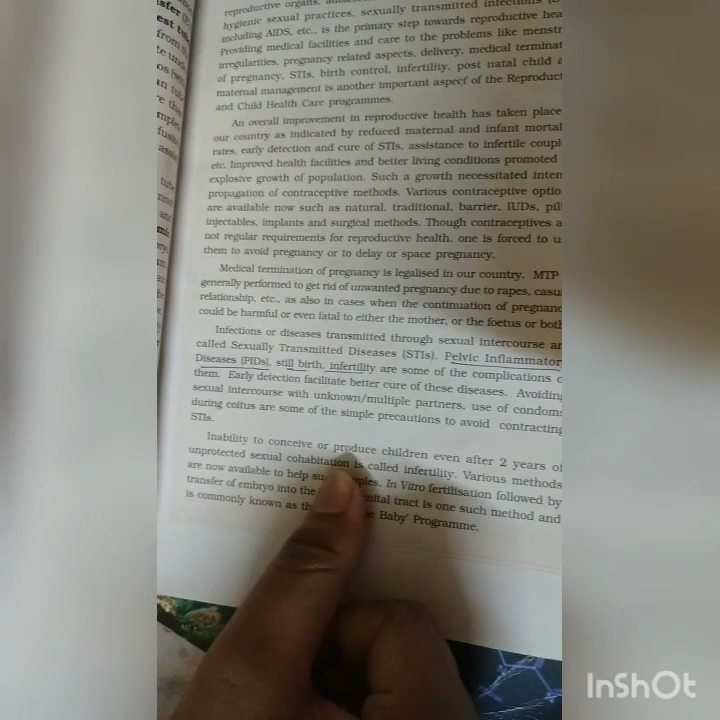 reproductive organs,
hygienic sexual practices, sexually transmitted infections
including AIDS, etc., is the primary step towards reproductive hea
Providing medical facilities and care to the problems like menstr
irregularities, pregnancy related aspects, delivery, medical terminat
of pregnancy, STIs, birth control, infertility, post natal child a
maternal management is another important aspect of the Reproduct
and Child Health Care programmes.
An overall improvement in reproductive health has taken place
our country as indicated by reduced maternal and infant mortal
rates, early detection and cure of STIs, assistance to infertile coupl
etc. Improved health facilities and better living conditions promoted
explosive growth of population. Such a growth necessitated inten
propagation of contraceptive methods. Various contraceptive optio
are available now such as natural, traditional, barrier, IUDs, pil
injectables, implants and surgical methods. Though contraceptives a
not regular requirements for reproductive health, one is forced to u
them to avoid pregnancy or to delay or space pregnancy.
Medical termination of pregnancy is legalised in our country. MTP
generally performed to get rid of unwanted pregnancy due to rapes, casu
relationship, etc., as also in cases when the continuation of pregnanc
could be harmful or even fatal to either the mother, or the foetus or both
Infections or diseases transmitted through sexual intercourse ar
called Sexually Transmitted Diseases (STIs). Pelvic Inflammator
Diseases (PIDs), still birth, infertility are some of the complications o
them. Early detection facilitate better cure of these diseases. Avoiding
sexual intercourse with unknown/multiple partners, use of condoms
during coitus are some of the simple precautions to avoid contracting
STIs.
Inability to conceive or produce children even after 2 years of
unprotected sexual cohabitation is called infertility. Various methods
are now available to help su ples. In Vitro fertilisation followed by
transfer of embryo into the nital tract is one such method and
is commonly known as th e Baby' Programme.
InShOt